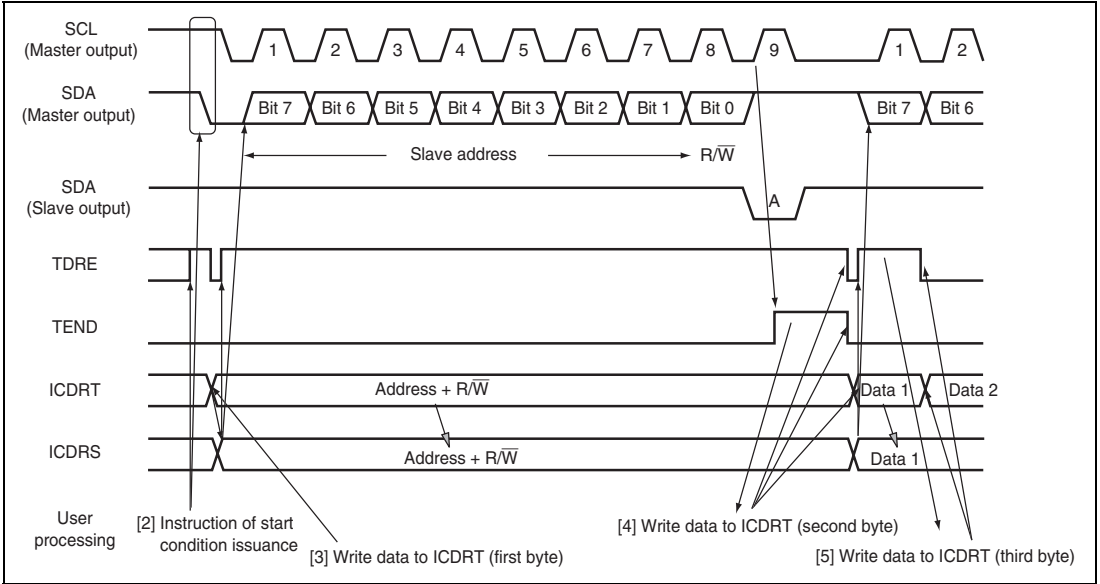 SCL
(Master output)
1 2 3 4 5 6 7 8 9 1 2
SDA
(Master output)
Bit 7 Bit 6 Bit 5 Bit 4 Bit 3 Bit 2 Bit 1 Bit 0 Bit 7 Bit 6
Slave address R/W̅
SDA
(Slave output)
A
TDRE
TEND
ICDRT
Address + R/W̅ Data 1 Data 2
ICDRS
Address + R/W̅ Data 1
User
processing
[2] Instruction of start
condition issuance
[3] Write data to ICDRT (first byte)
[4] Write data to ICDRT (second byte)
[5] Write data to ICDRT (third byte)